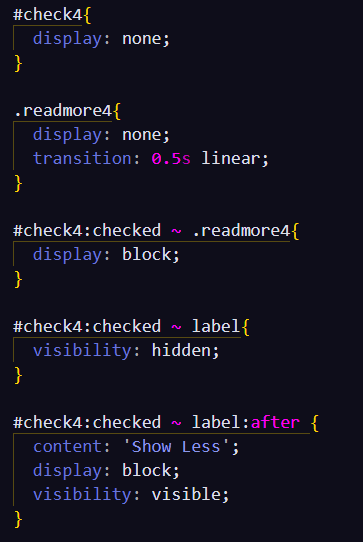 #check4{
display: none;
}
.readmore4{
display: none;
transition: 0.5s linear;
}
#check4:checked ~ .readmore4{
display: block;
}
#check4:checked ~ label{
visibility: hidden;
}
#check4:checked ~ label:after {
content: 'Show Less';
display: block;
visibility: visible;
}